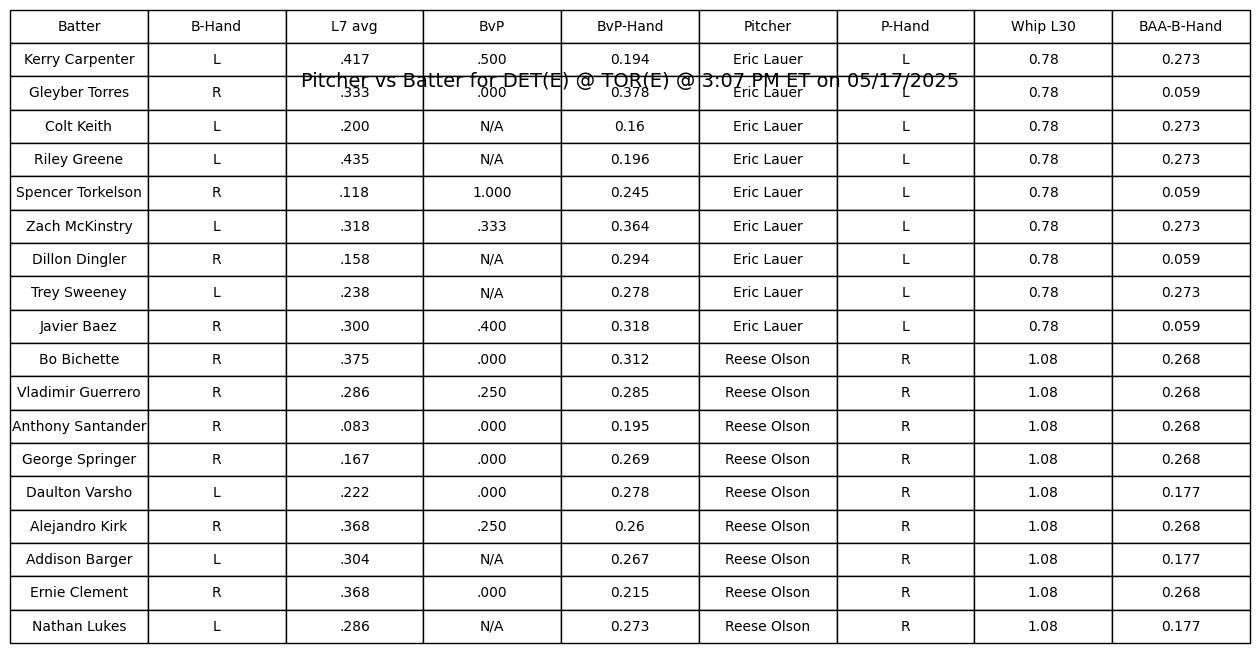 Batter B-Hand L7 avg BvP BvP-Hand Pitcher P-Hand Whip L30 BAA-B-Hand
Kerry Carpenter L .417 .500 0.194 Eric Lauer L 0.78 0.273
Pitcher vs Batter for DET(E) @ TOR(E) @ 3:07 PM ET on 05/17/2025
Gleyber Torres R .333 .000 0.378 Eric Lauer L 0.78 0.059
Colt Keith L .200 N/A 0.16 Eric Lauer L 0.78 0.273
Riley Greene L .435 N/A 0.196 Eric Lauer L 0.78 0.273
Spencer Torkelson R .118 1.000 0.245 Eric Lauer L 0.78 0.059
Zach McKinstry L .318 .333 0.364 Eric Lauer L 0.78 0.273
Dillon Dingler R .158 N/A 0.294 Eric Lauer L 0.78 0.059
Trey Sweeney L .238 N/A 0.278 Eric Lauer L 0.78 0.273
Javier Baez R .300 .400 0.318 Eric Lauer L 0.78 0.059
Bo Bichette R .375 .000 0.312 Reese Olson R 1.08 0.268
Vladimir Guerrero R .286 .250 0.285 Reese Olson R 1.08 0.268
Anthony Santander R .083 .000 0.195 Reese Olson R 1.08 0.268
George Springer R .167 .000 0.269 Reese Olson R 1.08 0.268
Daulton Varsho L .222 .000 0.278 Reese Olson R 1.08 0.177
Alejandro Kirk R .368 .250 0.26 Reese Olson R 1.08 0.268
Addison Barger L .304 N/A 0.267 Reese Olson R 1.08 0.177
Ernie Clement R .368 .000 0.215 Reese Olson R 1.08 0.268
Nathan Lukes L .286 N/A 0.273 Reese Olson R 1.08 0.177